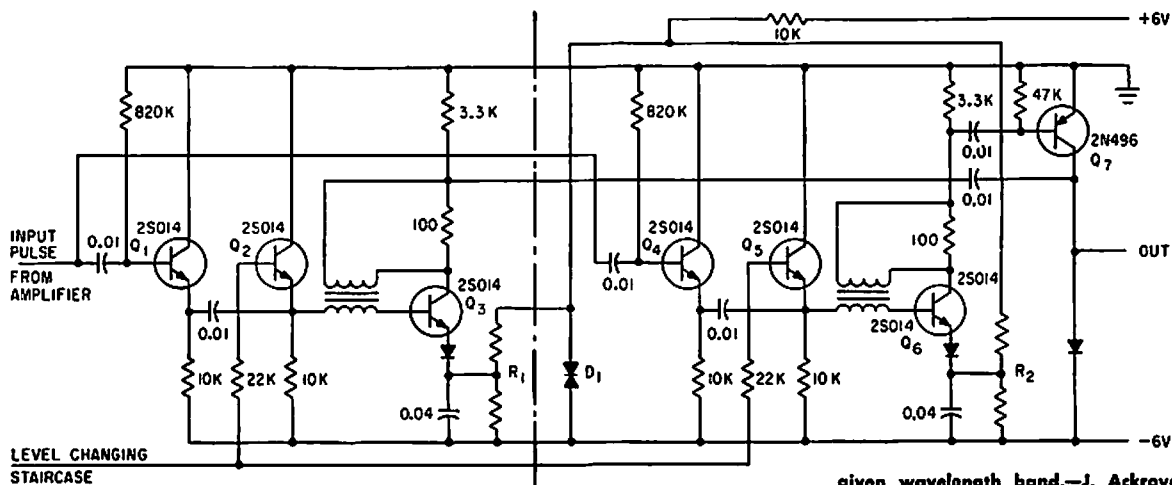 +6V
10K
820K
3.3K
820K
3.3K
47K
0.01
2N496
Q7
0.01
2S014
2S014
100
2S014
2S014
100
OUT
INPUT
PULSE
FROM
AMPLIFIER
0.01
Q1
Q2
Q4
Q5
2S014
Q3
0.01
2S014
Q6
0.01
0.01
10K
22K
10K
R1
D1
10K
22K
10K
R2
0.04
0.04
-6V
LEVEL CHANGING
STAIRCASE
given wavelength band.—J. Ackroy